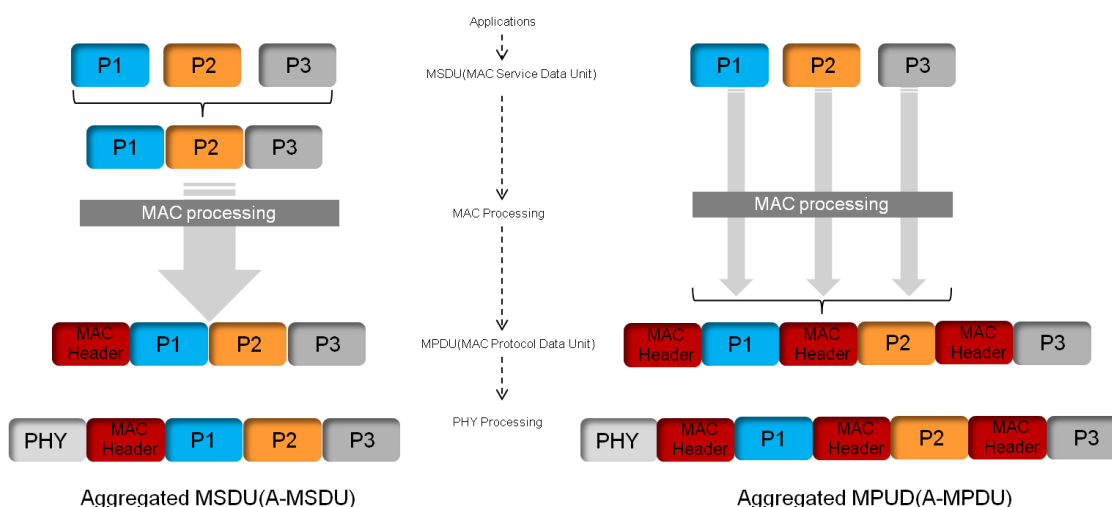 Applications
P1 P2 P3
MSDU(MAC Service Data Unit)
P1 P2 P3
P1 P2 P3
MAC processing
MAC Processing
MAC processing
MAC Header P1 P2 P3
MPDU(MAC Protocol Data Unit)
MAC Header P1 MAC Header P2 MAC Header P3
PHY Processing
PHY MAC Header P1 P2 P3
PHY MAC Header P1 MAC Header P2 MAC Header P3
Aggregated MSDU(A-MSDU)
Aggregated MPUD(A-MPDU)